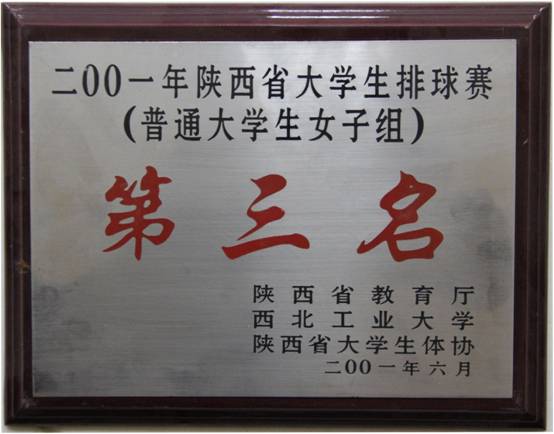 二00一年陕西省大学生排球赛
(普通大学生女子组)
第三名
陕西省教育厅
西北工业大学
陕西省大学生体协
二00一年六月